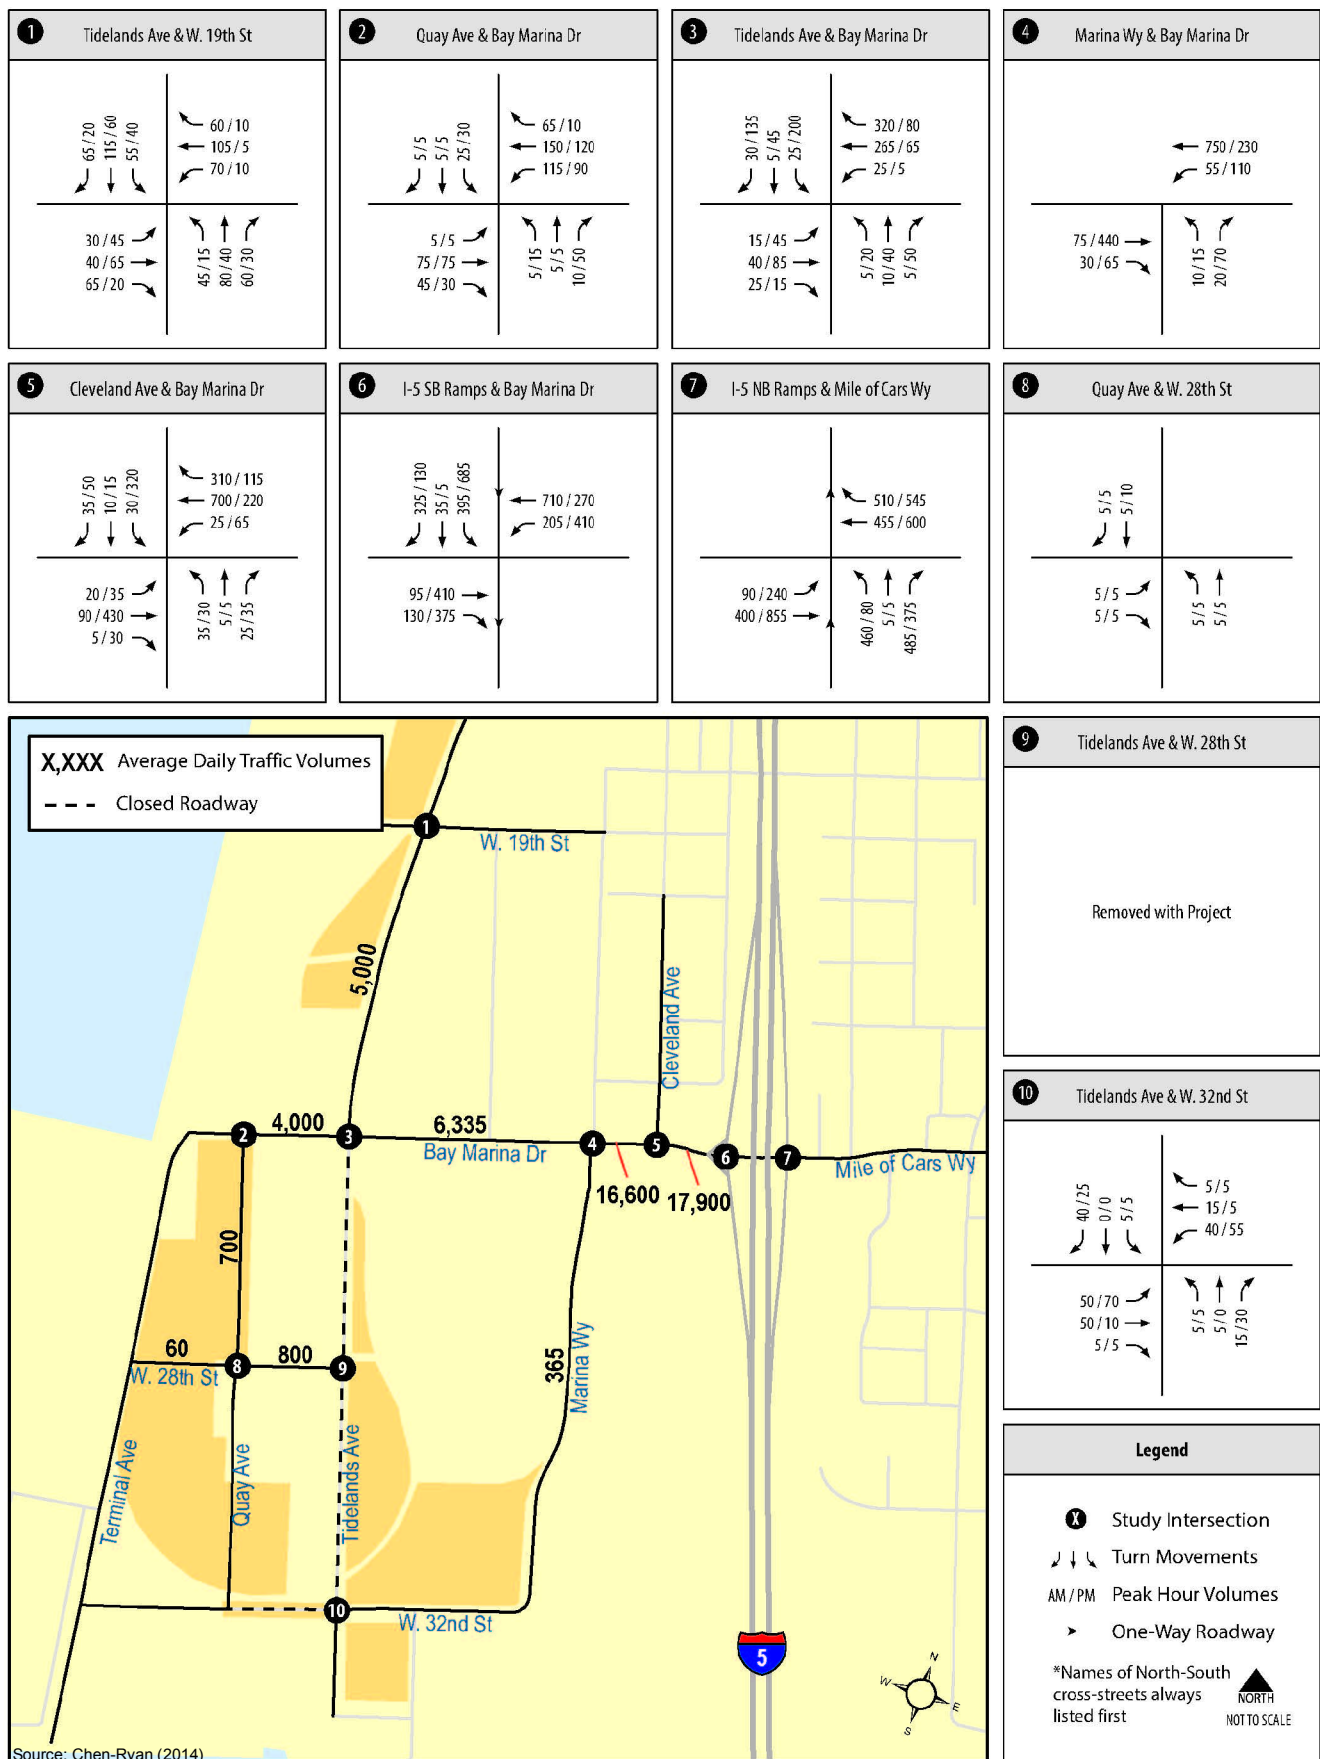 1 Tidelands Ave & W. 19th St
65 / 20
115 / 60
55 / 40
60 / 10
105 / 5
70 / 10
30 / 45
40 / 65
65 / 20
45 / 15
80 / 40
60 / 30
2 Quay Ave & Bay Marina Dr
5 / 5
5 / 5
25 / 30
65 / 10
150 / 120
115 / 90
5 / 5
75 / 75
45 / 30
5 / 15
5 / 5
10 / 50
3 Tidelands Ave & Bay Marina Dr
30 / 135
5 / 45
25 / 200
320 / 80
265 / 65
25 / 5
15 / 45
40 / 85
25 / 15
5 / 20
10 / 40
5 / 50
4 Marina Wy & Bay Marina Dr
750 / 230
55 / 110
75 / 440
30 / 65
10 / 15
20 / 70
5 Cleveland Ave & Bay Marina Dr
35 / 50
10 / 15
30 / 320
310 / 115
700 / 220
25 / 65
20 / 35
90 / 430
5 / 30
35 / 30
5 / 5
25 / 35
6 I-5 SB Ramps & Bay Marina Dr
325 / 130
35 / 5
395 / 685
710 / 270
205 / 410
95 / 410
130 / 375
7 I-5 NB Ramps & Mile of Cars Wy
510 / 545
455 / 600
90 / 240
400 / 855
460 / 80
5 / 5
485 / 375
8 Quay Ave & W. 28th St
5 / 5
5 / 10
5 / 5
5 / 5
5 / 5
5 / 5
X,XXX Average Daily Traffic Volumes
Closed Roadway
1
W. 19th St
5,000
Cleveland Ave
2
4,000
3
6,335
Bay Marina Dr
4
5
6
7
Mile of Cars Wy
16,600
17,900
700
60
W. 28th St
8
800
9
365
Marina Wy
Terminal Ave
Quay Ave
Tidelands Ave
10
W. 32nd St
5
N
W
E
S
Source: Chen-Ryan (2014)
9 Tidelands Ave & W. 28th St
Removed with Project
10 Tidelands Ave & W. 32nd St
40 / 25
0 / 0
5 / 5
5 / 5
15 / 5
40 / 55
50 / 70
50 / 10
5 / 5
5 / 5
5 / 0
15 / 30
Legend
X Study Intersection
Turn Movements
AM / PM Peak Hour Volumes
One-Way Roadway
*Names of North-South
cross-streets always
listed first
NORTH
NOT TO SCALE